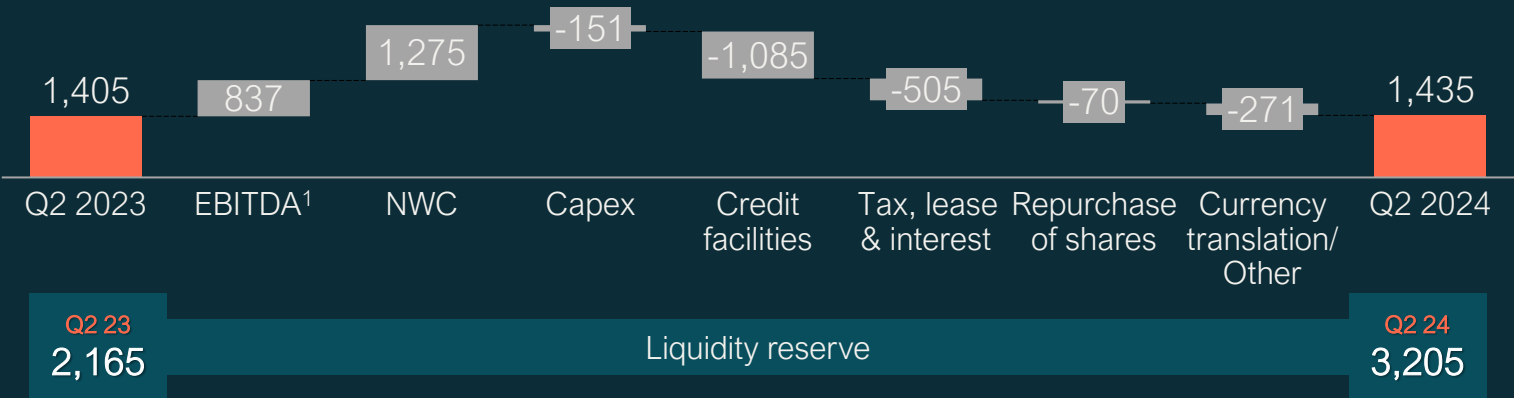 1,405
837
1,275
-151
-1,085
-505
-70
-271
1,435
Q2 2023
EBITDA¹
NWC
Capex
Credit
facilities
Tax, lease
& interest
Repurchase
of shares
Currency
translation/
Other
Q2 2024
Q2 23
2,165
Liquidity reserve
Q2 24
3,205